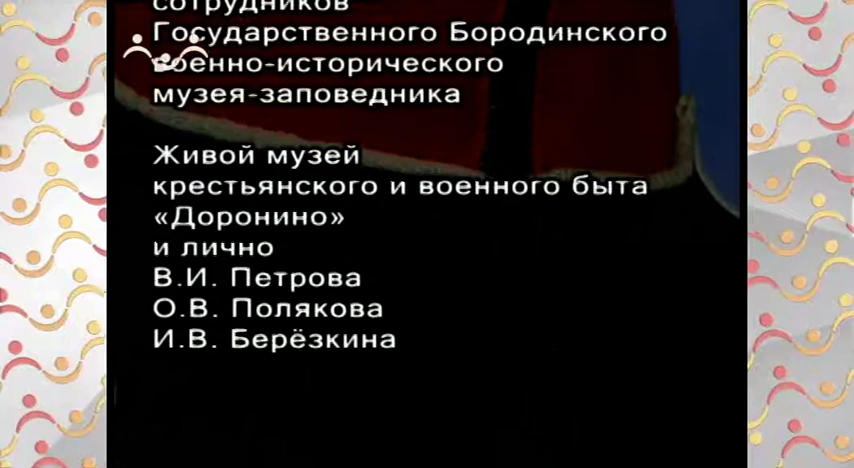 сотрудников
Государственного Бородинского
военно-исторического
музея-заповедника
Живой музей
крестьянского и военного быта
«Доронино»
и лично
В.И. Петрова
О.В. Полякова
И.В. Берёзкина